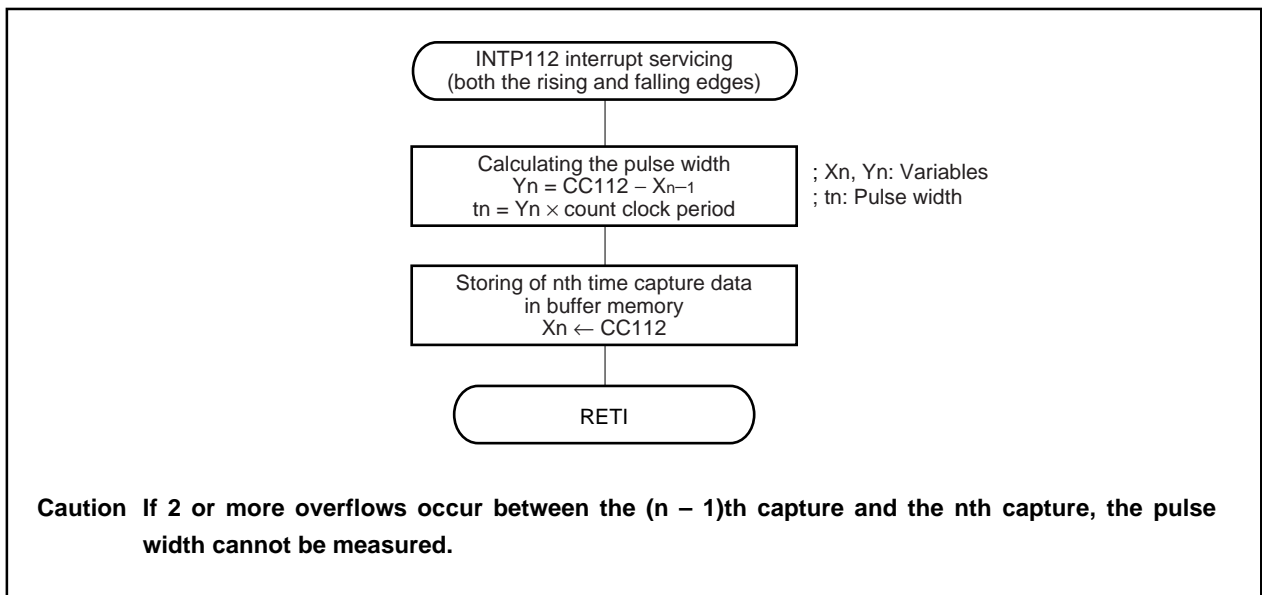 INTP112 interrupt servicing
(both the rising and falling edges)
Calculating the pulse width
Yn = CC112 – Xn–1
tn = Yn × count clock period
; Xn, Yn: Variables
; tn: Pulse width
Storing of nth time capture data
in buffer memory
Xn ← CC112
RETI
Caution If 2 or more overflows occur between the (n – 1)th capture and the nth capture, the pulse
width cannot be measured.